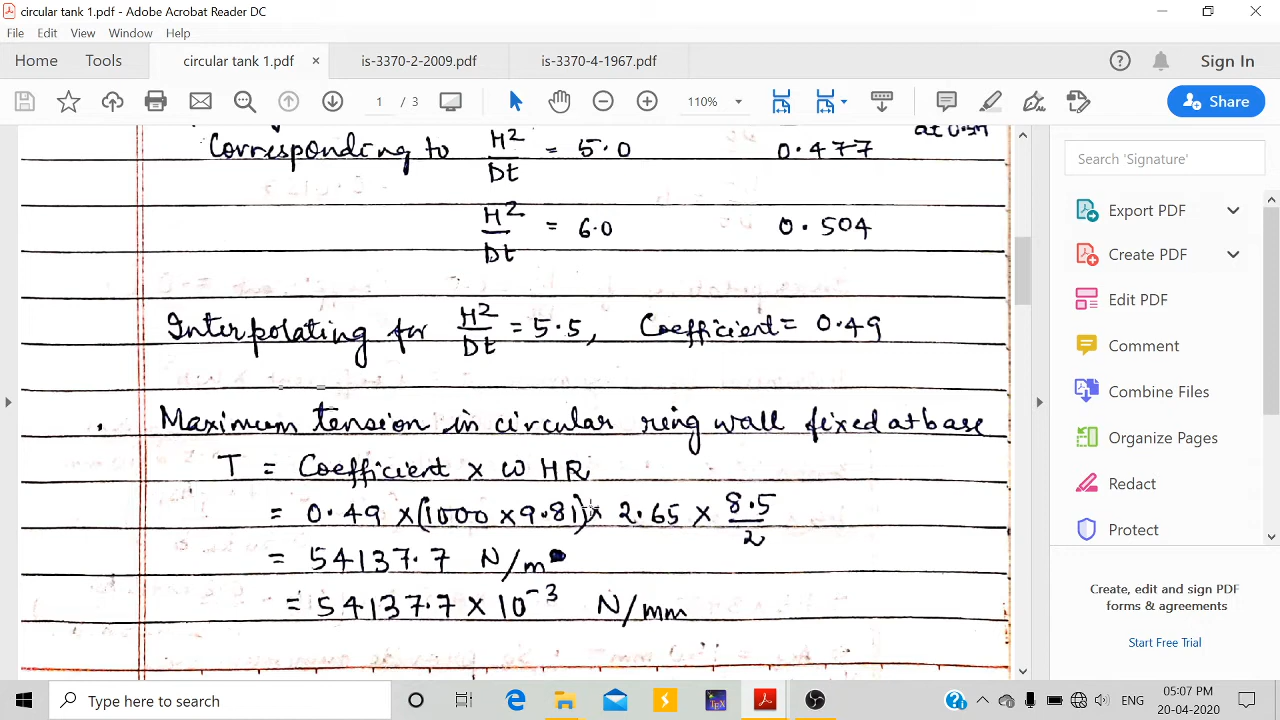 circular tank 1.pdf - Adobe Acrobat Reader DC
File Edit View Window Help
Home Tools circular tank 1.pdf × is-3370-2-2009.pdf is-3370-4-1967.pdf Sign In
1 / 3 110% Share
at 0.5H
Corresponding to H²/Dt = 5.0 0.477
H²/Dt = 6.0 0.504
Interpolating for H²/Dt = 5.5, Coefficient = 0.49
Maximum tension in circular ring wall fixed at base
T = Coefficient x w HR
= 0.49 x (1000 x 9.81) x 2.65 x 8.5/2
= 54137.7 N/m
= 54137.7 x 10⁻³ N/mm
Search 'Signature'
Export PDF
Create PDF
Edit PDF
Comment
Combine Files
Organize Pages
Redact
Protect
Create, edit and sign PDF
forms & agreements
Start Free Trial
Type here to search
ENG
05:07 PM
20-04-2020